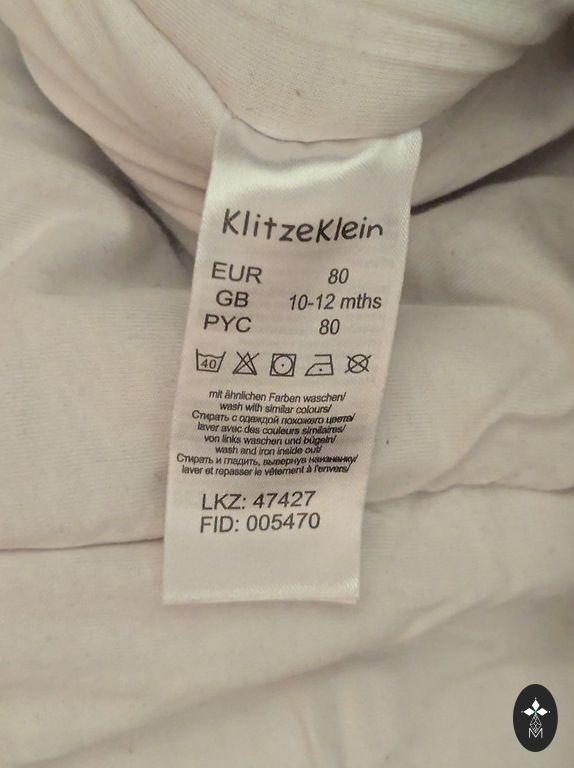 KlitzeKlein
EUR 80
GB 10-12 mths
РУС 80
40
mit ähnlichen Farben waschen/
wash with similar colours/
Стирать с одеждой похожего цвета/
laver avec des couleurs similaires/
von links waschen und bügeln/
wash and iron inside out/
Стирать и гладить, вывернув наизнанку/
laver et repasser le vêtement à l'envers/
LKZ: 47427
FID: 005470
M